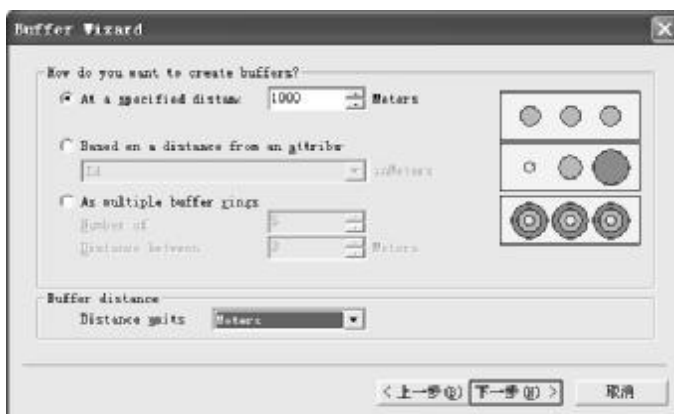 Buffer Wizard
How do you want to create buffers?
At a specified distanc 1000 Meters
Based on a distance from an attribu
Id inMeters
As multiple buffer rings
Number of
Distance between Meters
Buffer distance
Distance units Meters
< 上一步(B) 下一步(N) > 取消